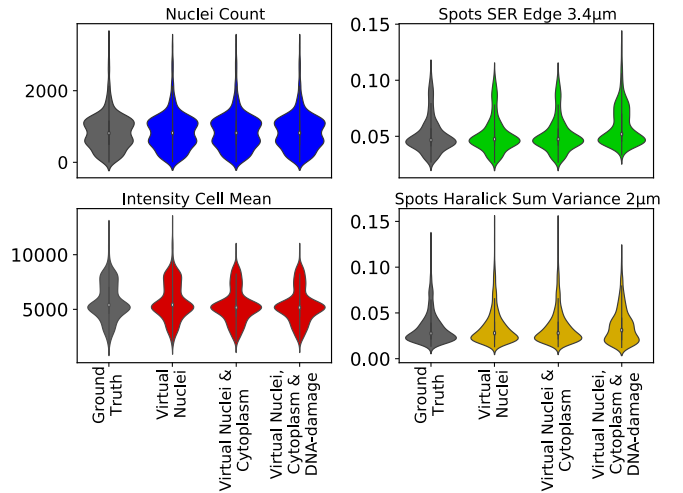 Nuclei Count
2000
0
Spots SER Edge 3.4µm
0.15
0.10
0.05
Intensity Cell Mean
10000
5000
Spots Haralick Sum Variance 2µm
0.15
0.10
0.05
0.00
Ground
Truth
Virtual
Nuclei
Virtual Nuclei &
Cytoplasm
Virtual Nuclei,
Cytoplasm &
DNA-damage
Ground
Truth
Virtual
Nuclei
Virtual Nuclei &
Cytoplasm
Virtual Nuclei,
Cytoplasm &
DNA-damage